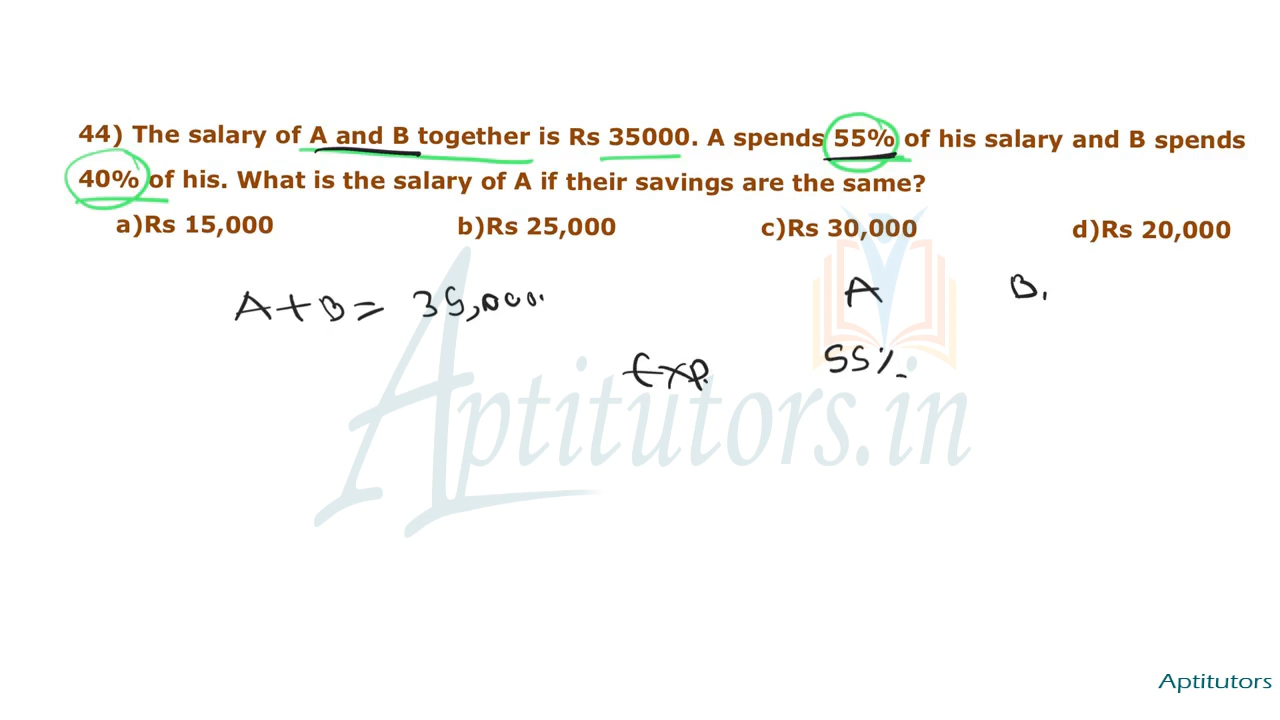 44) The salary of A and B together is Rs 35000. A spends 55% of his salary and B spends
40% of his. What is the salary of A if their savings are the same?
a)Rs 15,000 b)Rs 25,000 c)Rs 30,000 d)Rs 20,000
A+B= 35,000. A B.
Exp. 55%
Aptitutors.in
Aptitutors